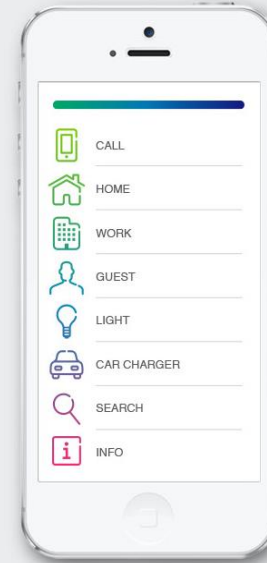 CALL
HOME
WORK
GUEST
LIGHT
CAR CHARGER
SEARCH
i INFO